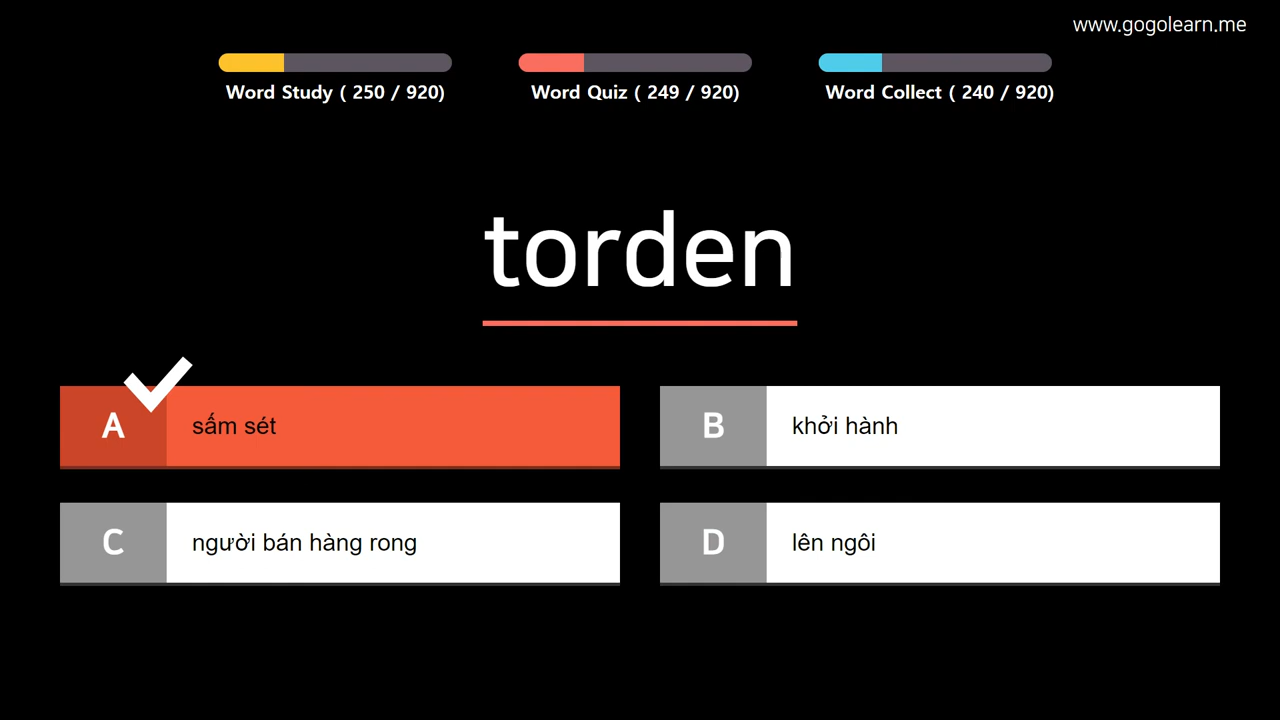 www.gogolearn.me
Word Study ( 250 / 920)
Word Quiz ( 249 / 920)
Word Collect ( 240 / 920)
torden
A
sấm sét
B
khởi hành
C
người bán hàng rong
D
lên ngôi